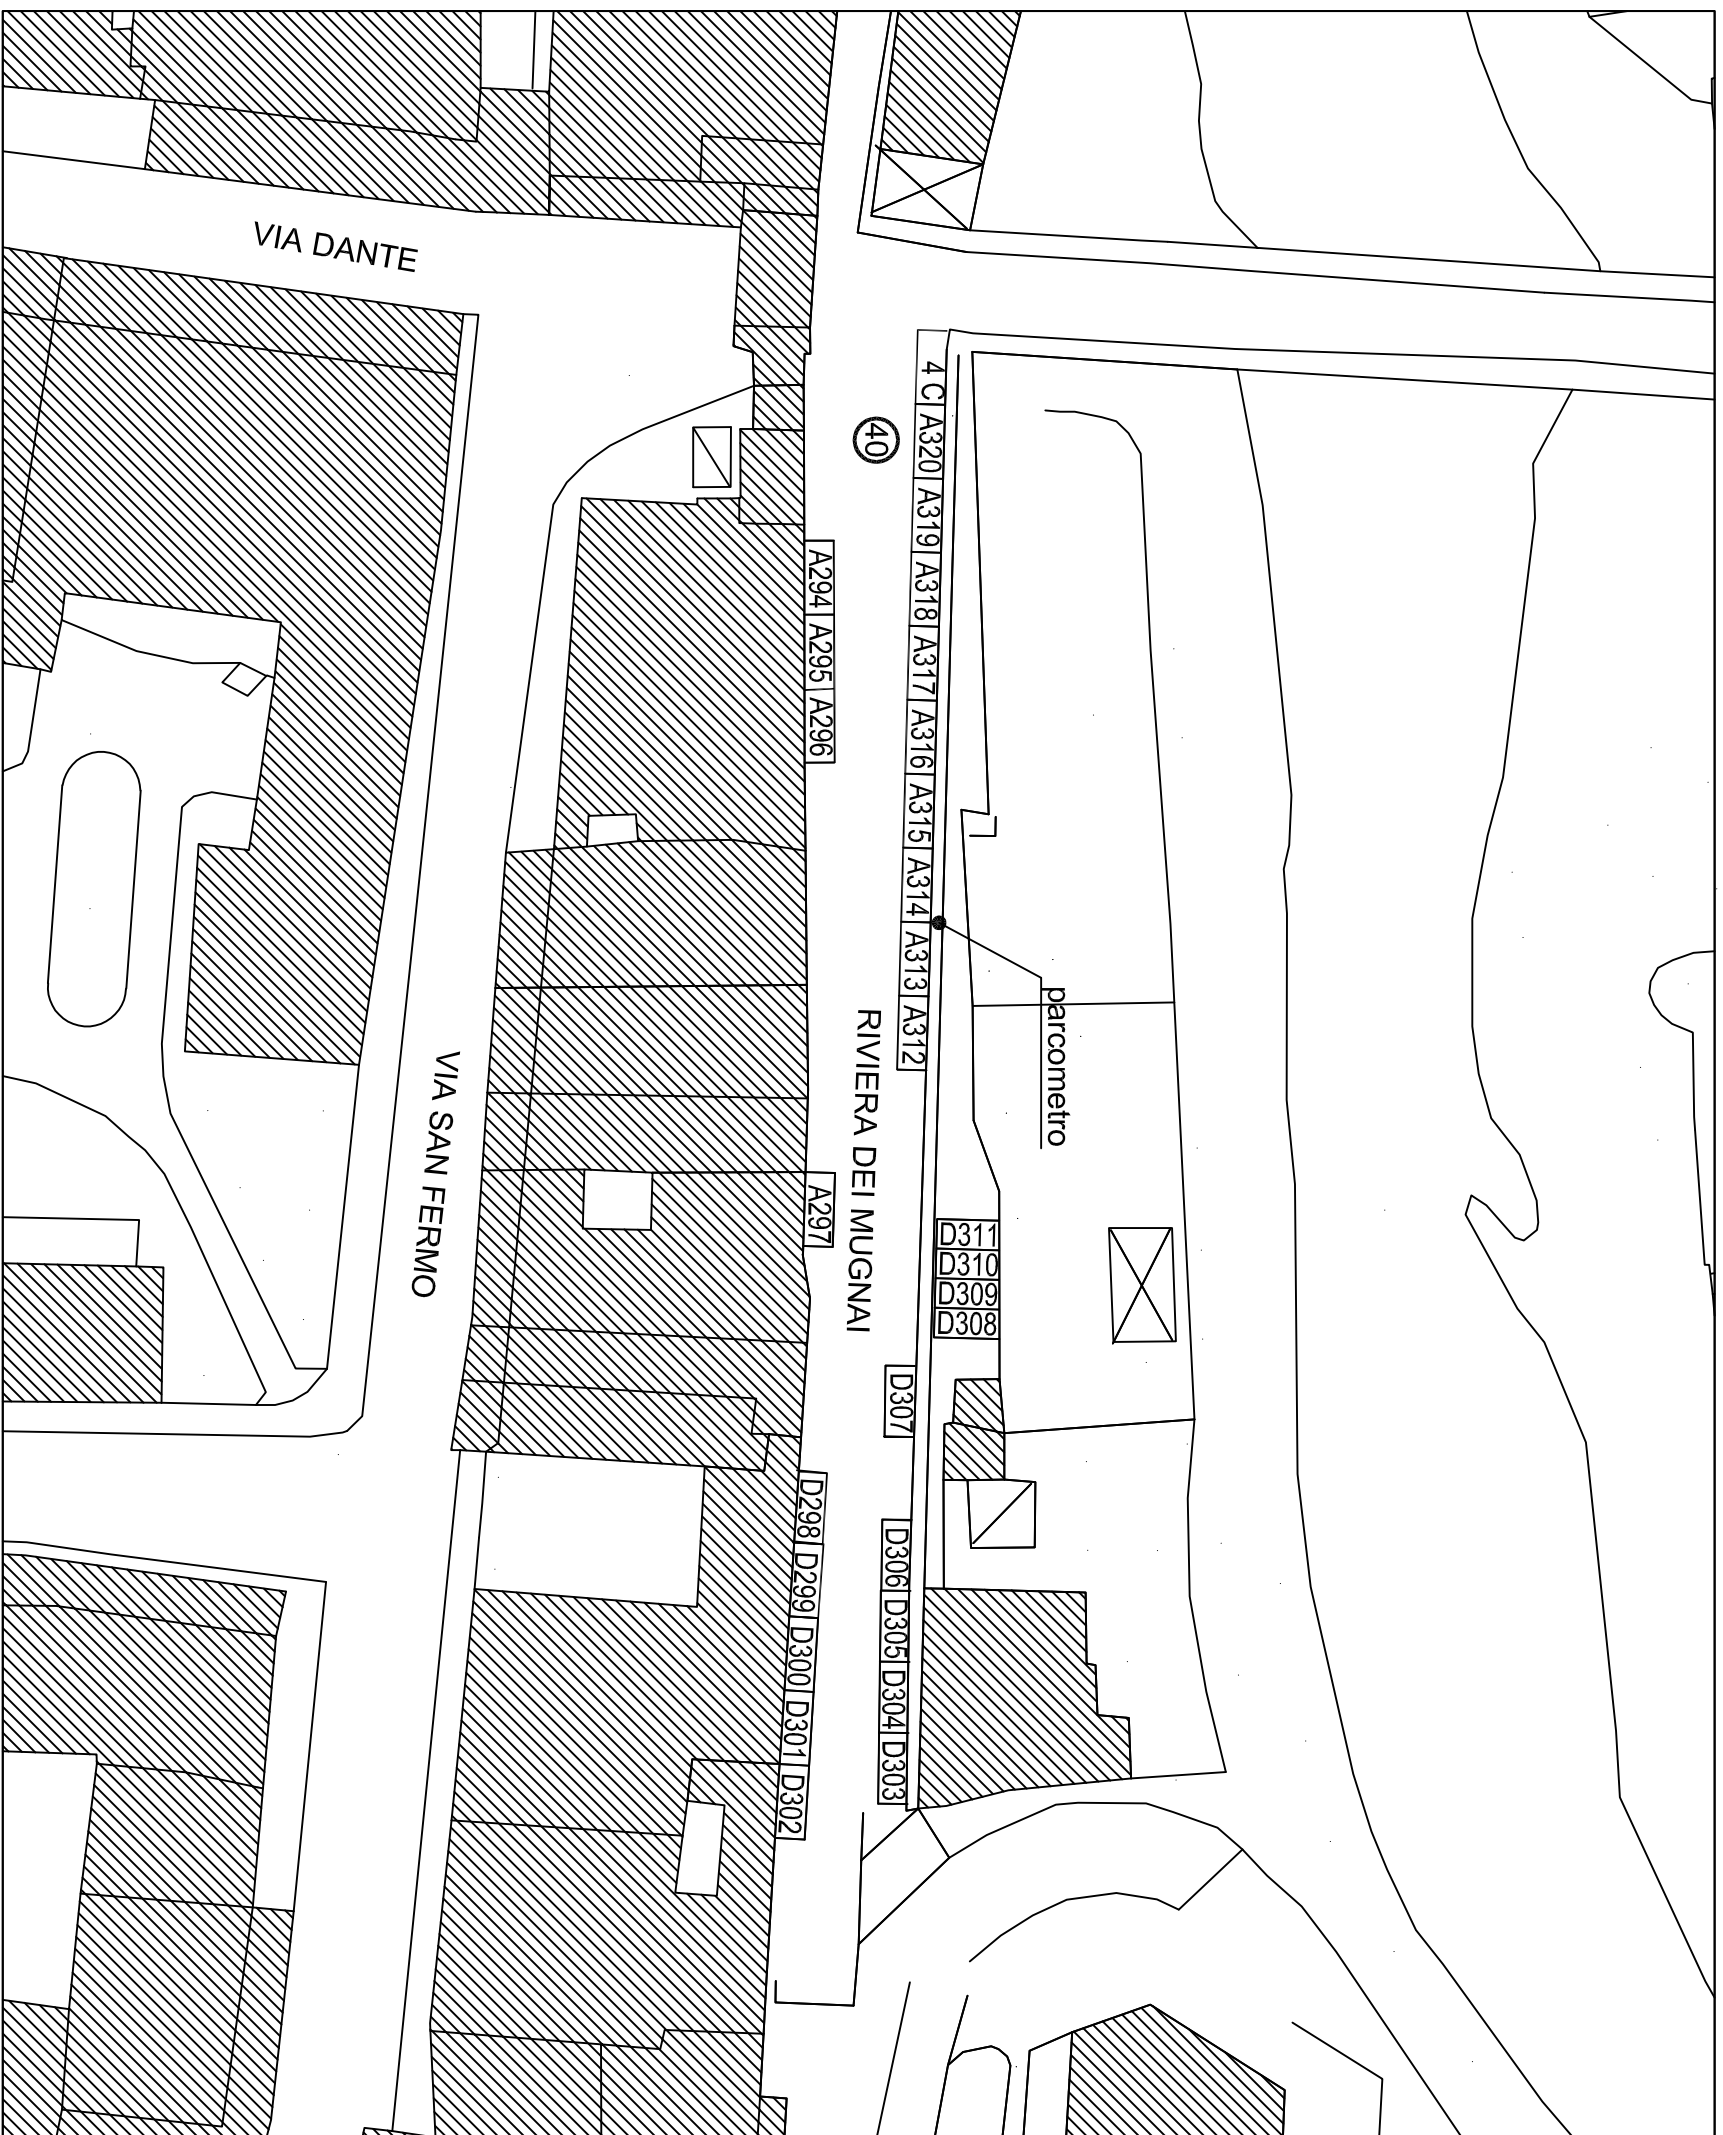 VIA DANTE
40
4 C A320 A319 A318 A317 A316 A315 A314 A313 A312
A294 A295 A296
parcometro
RIVIERA DEI MUGNAI
VIA SAN FERMO
A297
D311
D310
D309
D308
D307
D298 D299 D300 D301 D302
D306 D305 D304 D303